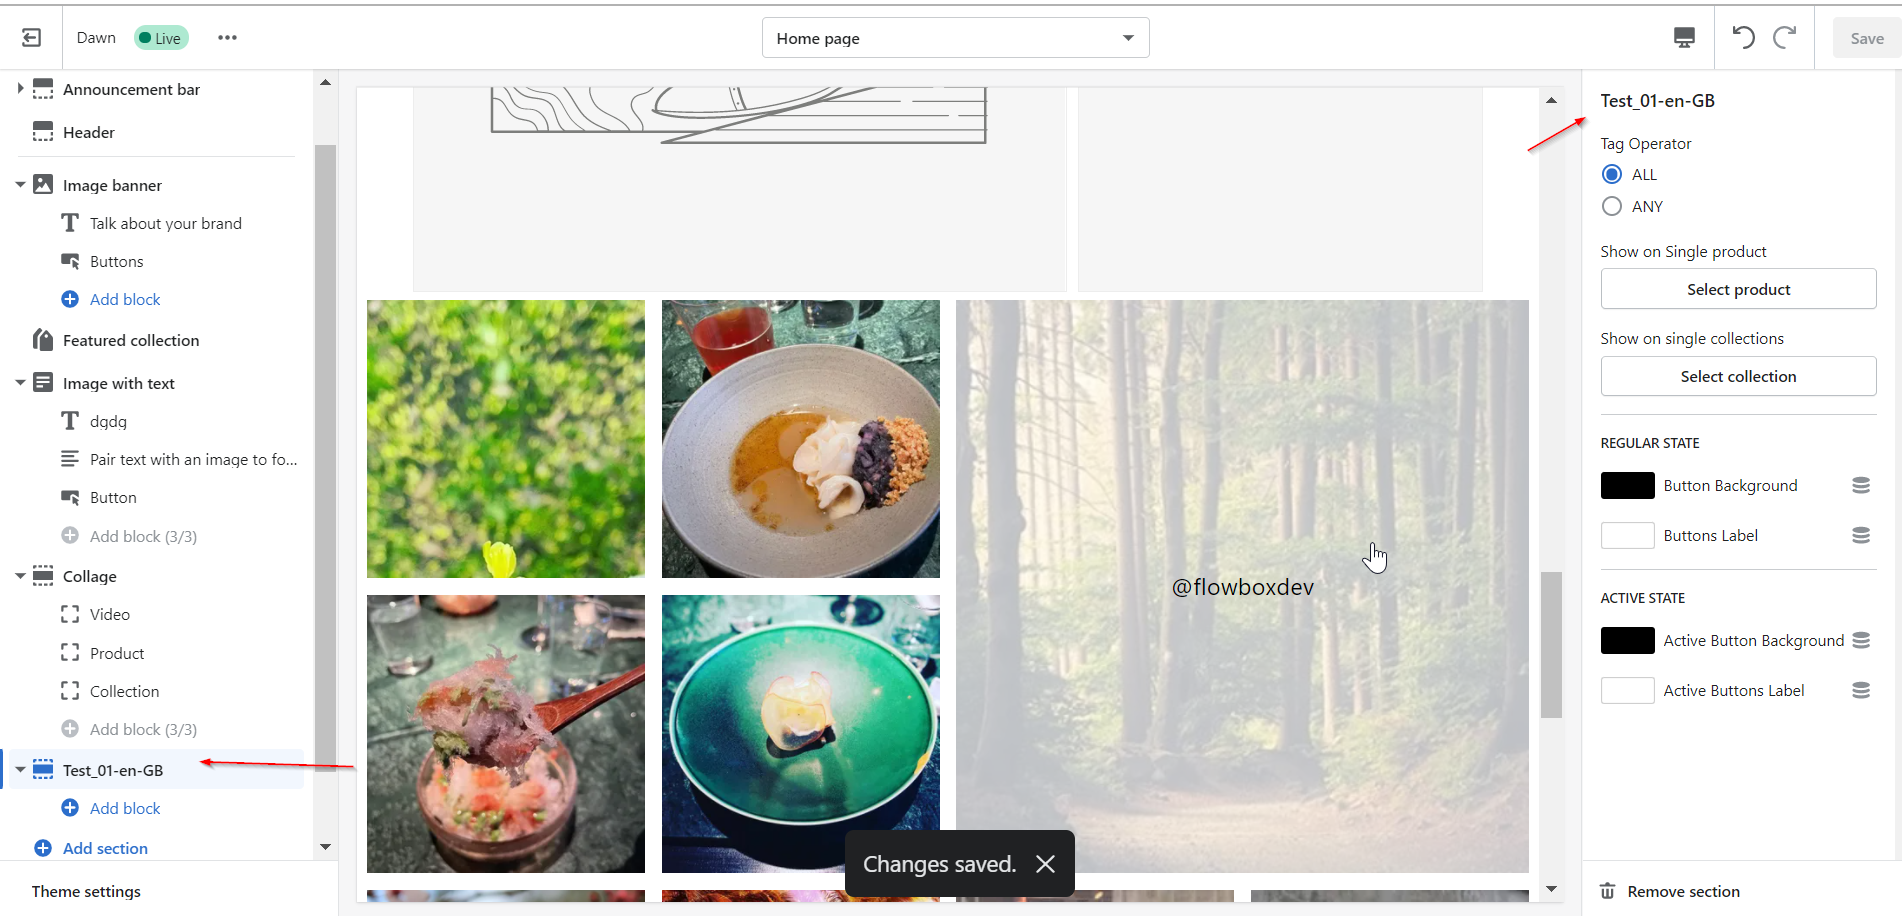 Dawn
Live
Home page
Save
Announcement bar
Header
Image banner
Talk about your brand
Buttons
Add block
Featured collection
Image with text
dgdg
Pair text with an image to fo...
Button
Add block (3/3)
Collage
Video
Product
Collection
Add block (3/3)
Test_01-en-GB
Add block
Add section
Theme settings
@flowboxdev
Changes saved.
Test_01-en-GB
Tag Operator
ALL
ANY
Show on Single product
Select product
Show on single collections
Select collection
REGULAR STATE
Button Background
Buttons Label
ACTIVE STATE
Active Button Background
Active Buttons Label
Remove section